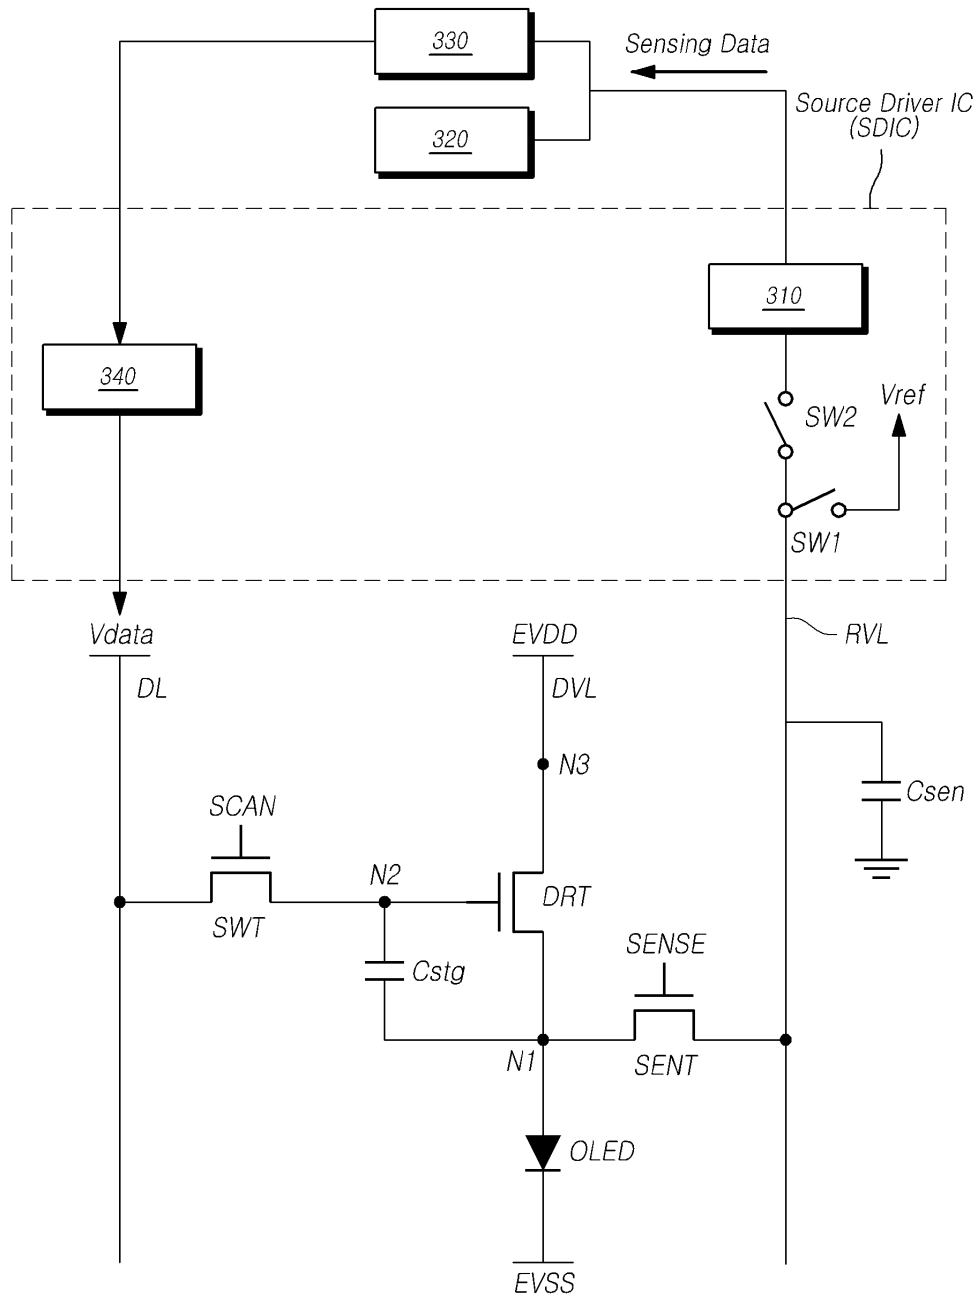 330
Sensing Data
320
Source Driver IC
(SDIC)
310
340
Vref
SW2
SW1
Vdata
EVDD
RVL
DL
DVL
N3
Csen
SCAN
N2
DRT
SWT
SENSE
Cstg
N1
SENT
OLED
EVSS